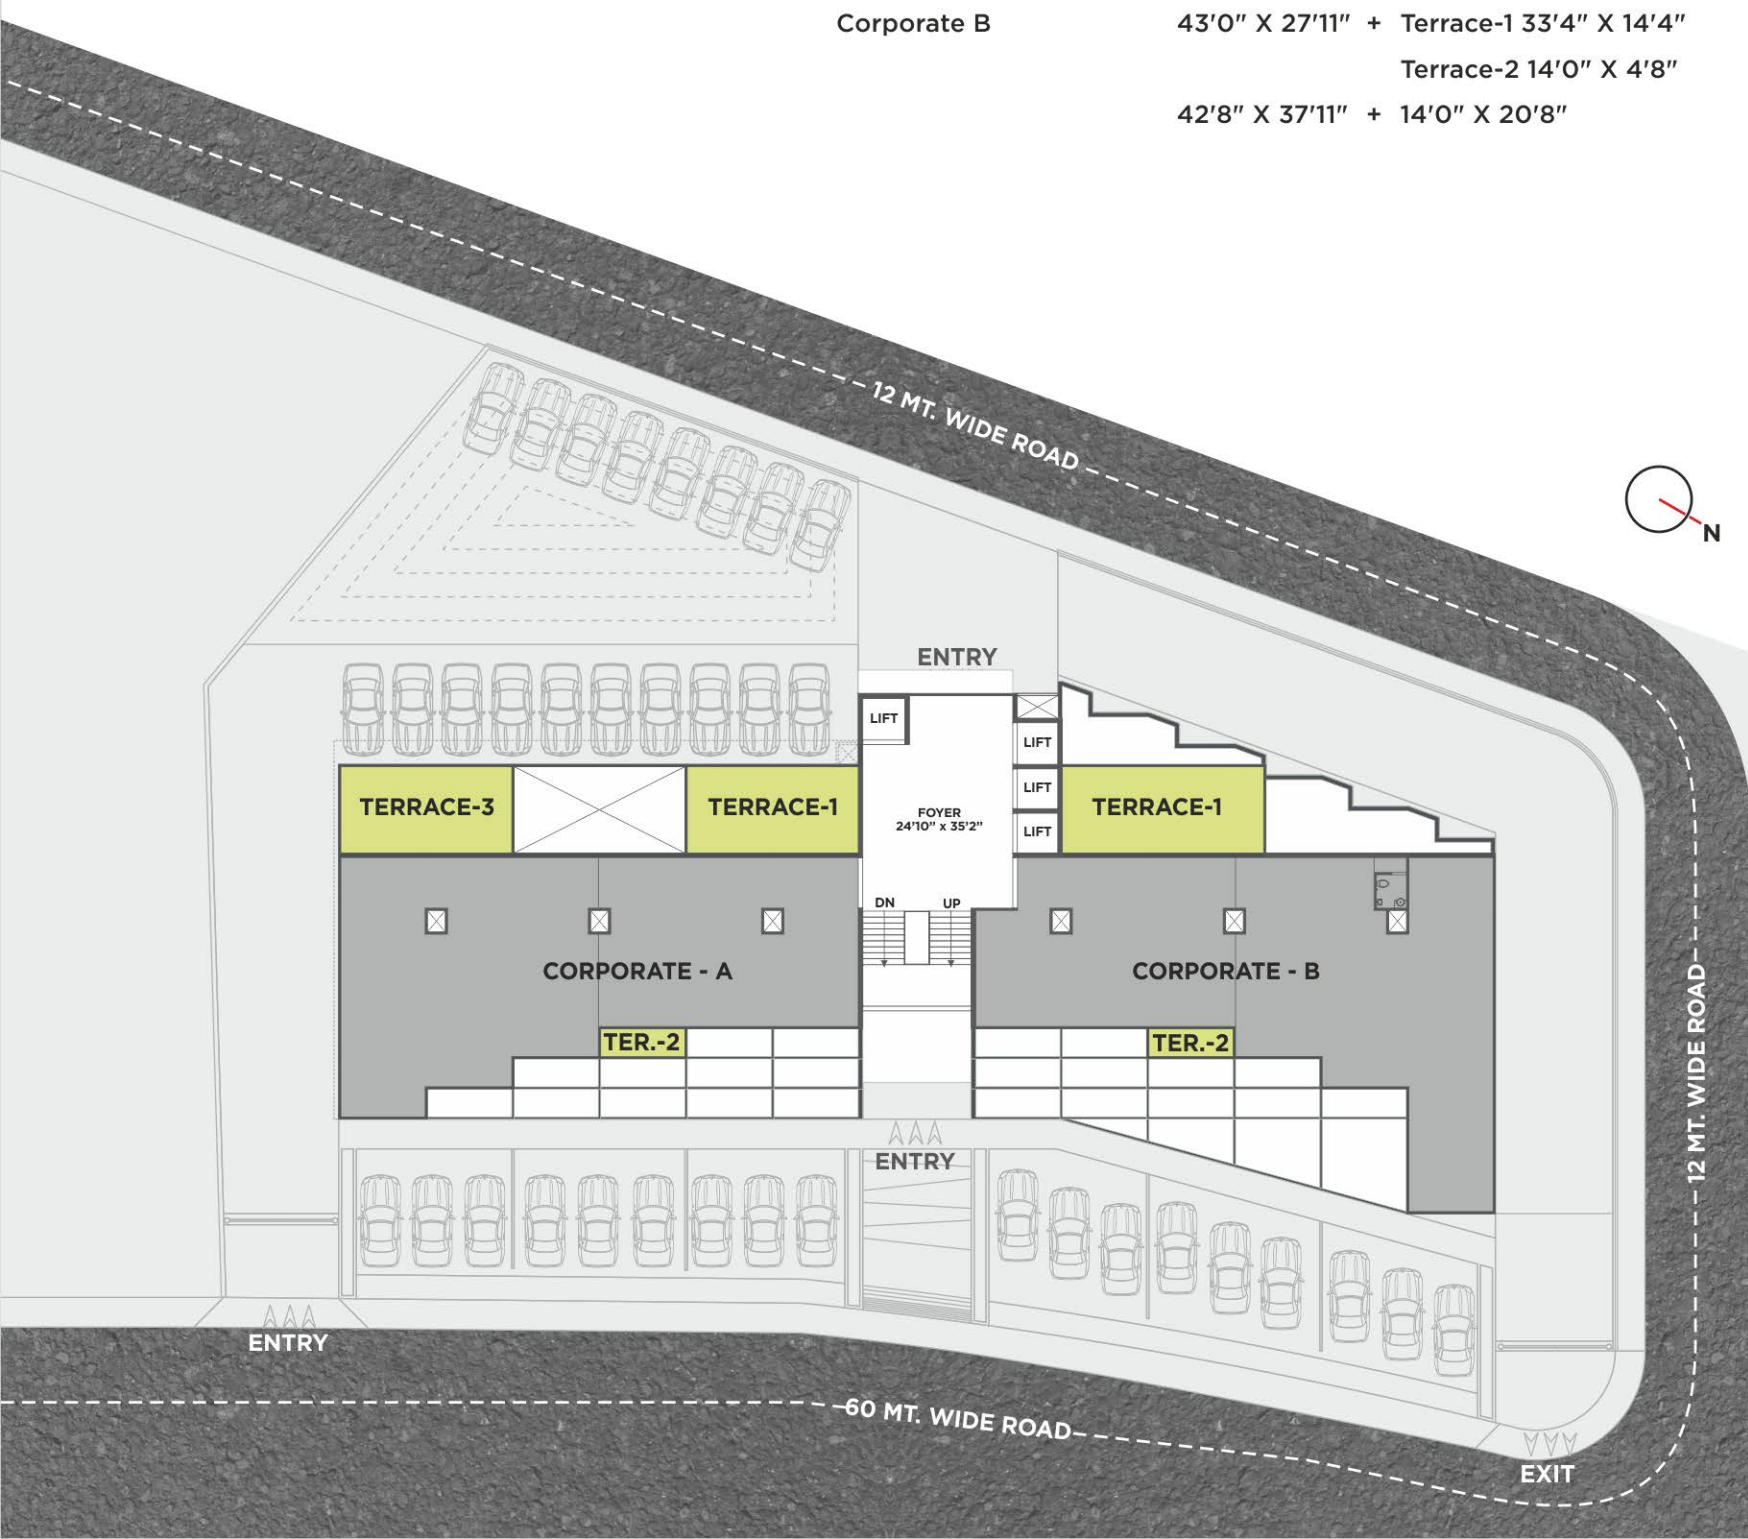 Corporate B 43'0" X 27'11" + Terrace-1 33'4" X 14'4"
Terrace-2 14'0" X 4'8"
42'8" X 37'11" + 14'0" X 20'8"
12 MT. WIDE ROAD
N
ENTRY
LIFT
LIFT
LIFT
LIFT
TERRACE-3
TERRACE-1
FOYER
24'10" x 35'2"
TERRACE-1
DN
UP
CORPORATE - A
CORPORATE - B
TER.-2
TER.-2
12 MT. WIDE ROAD
ENTRY
ENTRY
60 MT. WIDE ROAD
EXIT